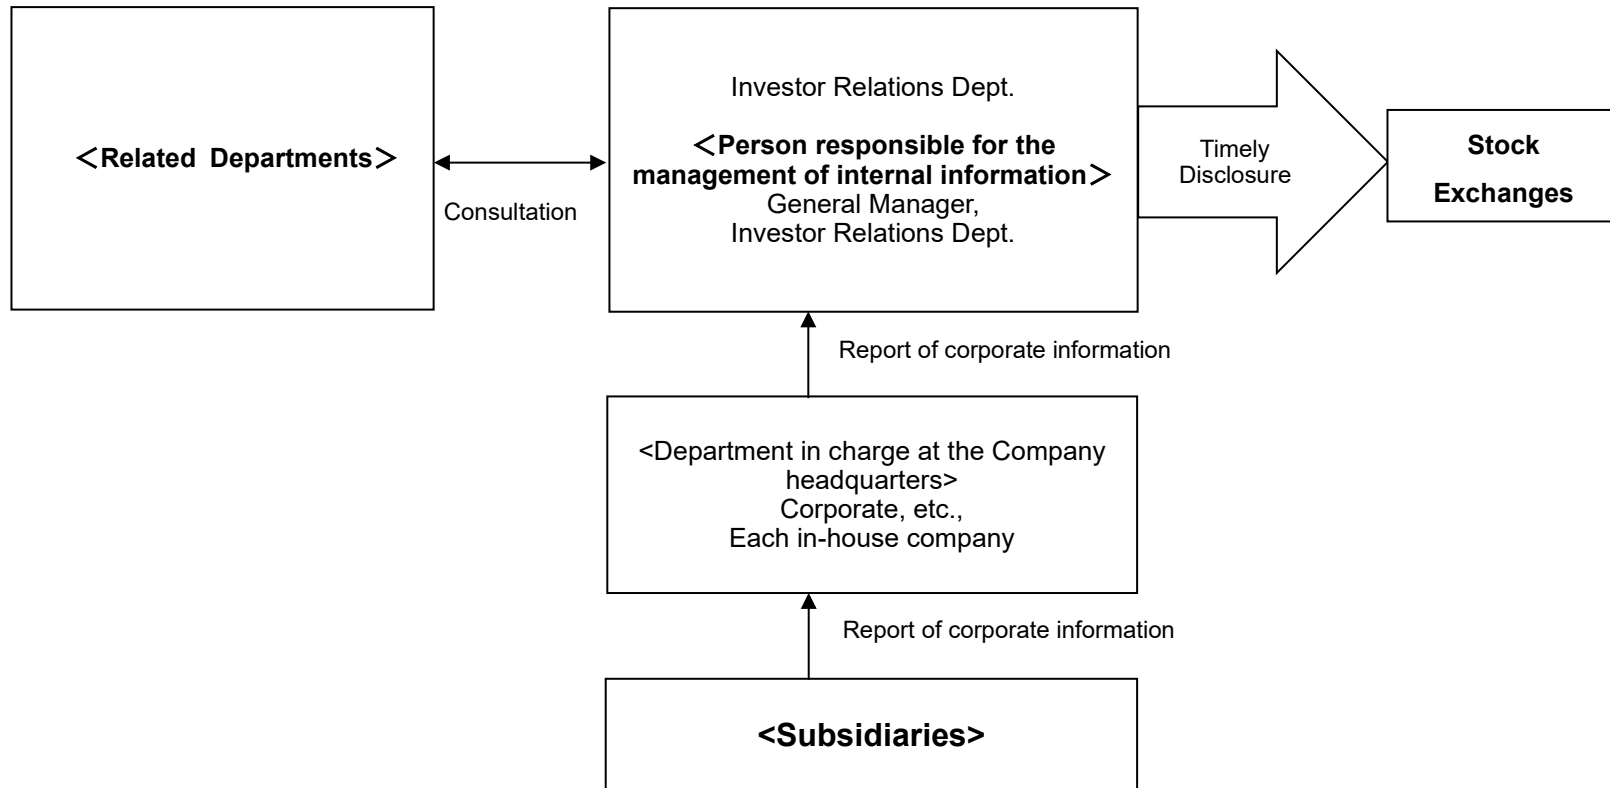 ＜Related Departments＞
Consultation
Investor Relations Dept.
＜Person responsible for the
management of internal information＞
General Manager,
Investor Relations Dept.
Timely
Disclosure
Stock
Exchanges
Report of corporate information
<Department in charge at the Company
headquarters>
Corporate, etc.,
Each in-house company
Report of corporate information
<Subsidiaries>